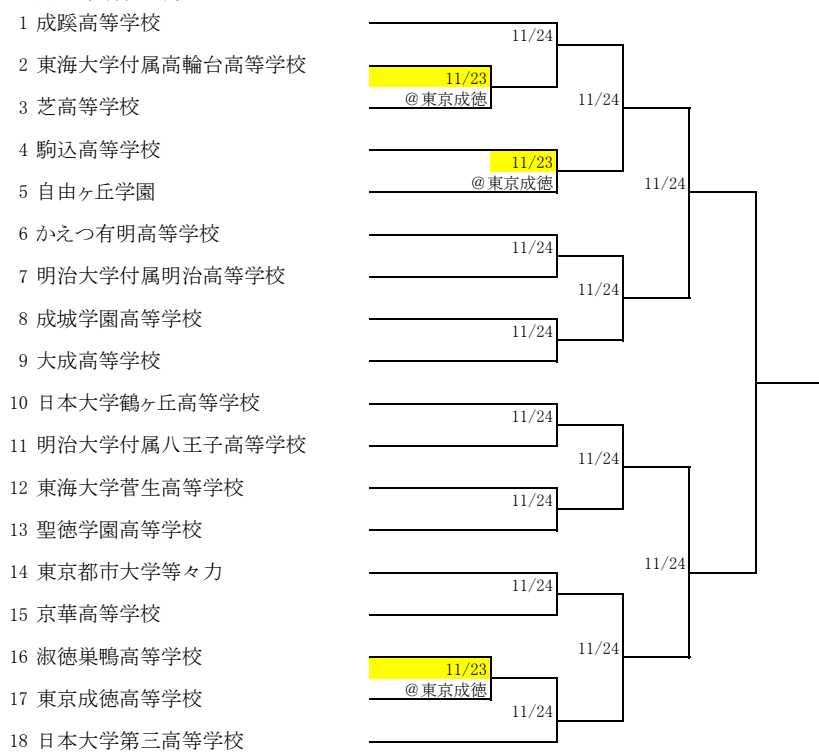 1 成蹊高等学校
11/24
2 東海大学付属高輪台高等学校
11/23
@東京成徳
11/24
3 芝高等学校
4 駒込高等学校
11/23
@東京成徳
11/24
5 自由ヶ丘学園
6 かえつ有明高等学校
11/24
7 明治大学付属明治高等学校
11/24
8 成城学園高等学校
11/24
9 大成高等学校
10 日本大学鶴ヶ丘高等学校
11/24
11 明治大学付属八王子高等学校
11/24
12 東海大学菅生高等学校
11/24
13 聖徳学園高等学校
11/24
14 東京都市大学等々力
11/24
15 京華高等学校
11/24
16 淑徳巣鴨高等学校
11/23
@東京成徳
17 東京成徳高等学校
11/24
18 日本大学第三高等学校